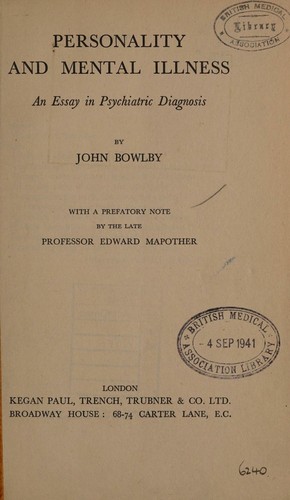 BRITISH MEDICAL
Library
ASSOCIATION
PERSONALITY
AND MENTAL ILLNESS
An Essay in Psychiatric Diagnosis
BY
JOHN BOWLBY
WITH A PREFATORY NOTE
BY THE LATE
PROFESSOR EDWARD MAPOTHER
BRITISH MEDICAL
- 4 SEP 1941
ASSOCIATION LIBRARY
LONDON
KEGAN PAUL, TRENCH, TRUBNER & CO. LTD.
BROADWAY HOUSE: 68-74 CARTER LANE, E.C.
6240